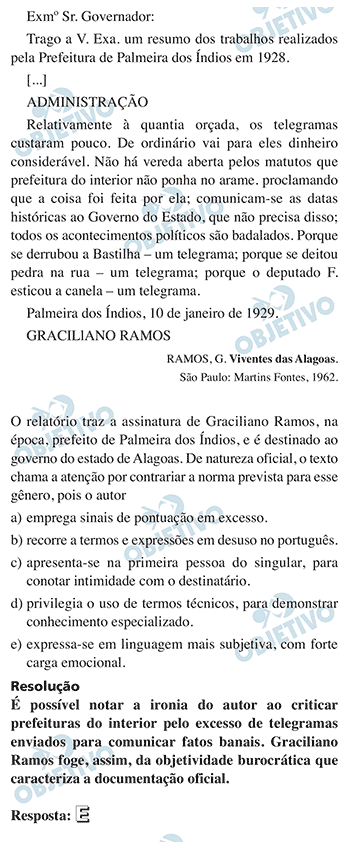 Exmº Sr. Governador:
Trago a V. Exa. um resumo dos trabalhos realizados
pela Prefeitura de Palmeira dos Índios em 1928.
[...]
ADMINISTRAÇÃO
Relativamente à quantia orçada, os telegramas
custaram pouco. De ordinário vai para eles dinheiro
considerável. Não há vereda aberta pelos matutos que
prefeitura do interior não ponha no arame. proclamando
que a coisa foi feita por ela; comunicam-se as datas
históricas ao Governo do Estado, que não precisa disso;
todos os acontecimentos políticos são badalados. Porque
se derrubou a Bastilha – um telegrama; porque se deitou
pedra na rua – um telegrama; porque o deputado F.
esticou a canela – um telegrama.
Palmeira dos Índios, 10 de janeiro de 1929.
GRACILIANO RAMOS
RAMOS, G. Viventes das Alagoas.
São Paulo: Martins Fontes, 1962.
O relatório traz a assinatura de Graciliano Ramos, na
época, prefeito de Palmeira dos Índios, e é destinado ao
governo do estado de Alagoas. De natureza oficial, o texto
chama a atenção por contrariar a norma prevista para esse
gênero, pois o autor
a) emprega sinais de pontuação em excesso.
b) recorre a termos e expressões em desuso no português.
c) apresenta-se na primeira pessoa do singular, para
conotar intimidade com o destinatário.
d) privilegia o uso de termos técnicos, para demonstrar
conhecimento especializado.
e) expressa-se em linguagem mais subjetiva, com forte
carga emocional.
Resolução
É possível notar a ironia do autor ao criticar
prefeituras do interior pelo excesso de telegramas
enviados para comunicar fatos banais. Graciliano
Ramos foge, assim, da objetividade burocrática que
caracteriza a documentação oficial.
Resposta: E
OBJETIVO
OBJETIVO
OBJETIVO
OBJETIVO
OBJETIVO
OBJETIVO
OBJETIVO
OBJETIVO
OBJETIVO
OBJETIVO